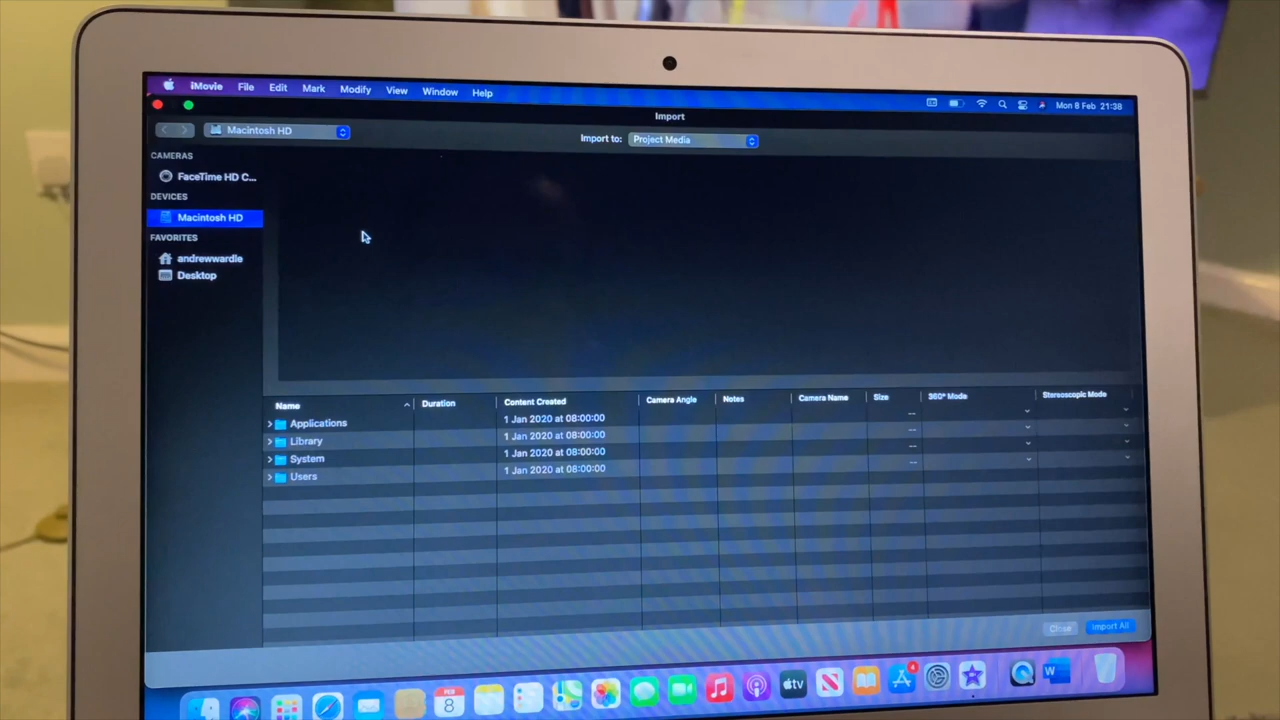 iMovie File Edit Mark Modify View Window Help Mon 8 Feb 21:38
Import
Macintosh HD Import to: Project Media
CAMERAS
FaceTime HD C...
DEVICES
Macintosh HD
FAVORITES
andrewwardle
Desktop
Name Duration Content Created Camera Angle Notes Camera Name Size 360° Mode Stereoscopic Mode
Applications 1 Jan 2020 at 08:00:00 --
Library 1 Jan 2020 at 08:00:00 --
System 1 Jan 2020 at 08:00:00 --
Users 1 Jan 2020 at 08:00:00 --
Close Import All
FEB
8
tv
4
W